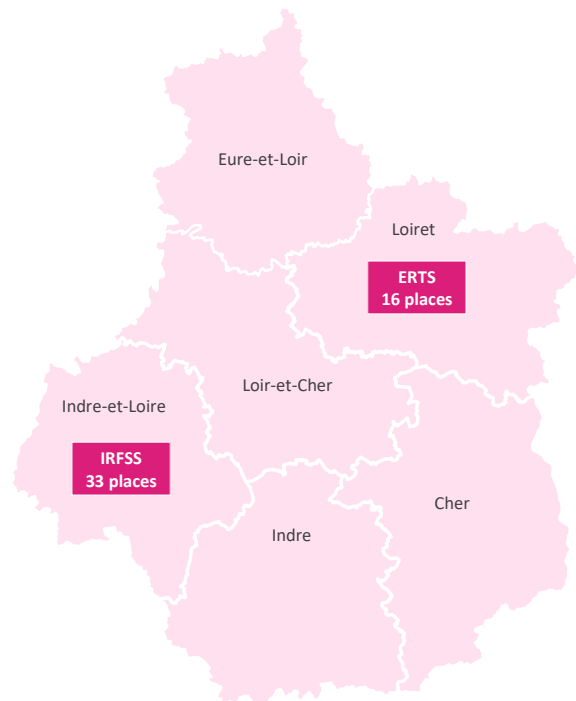 Eure-et-Loir
Loiret
ERTS
16 places
Loir-et-Cher
Indre-et-Loire
IRFSS
33 places
Cher
Indre